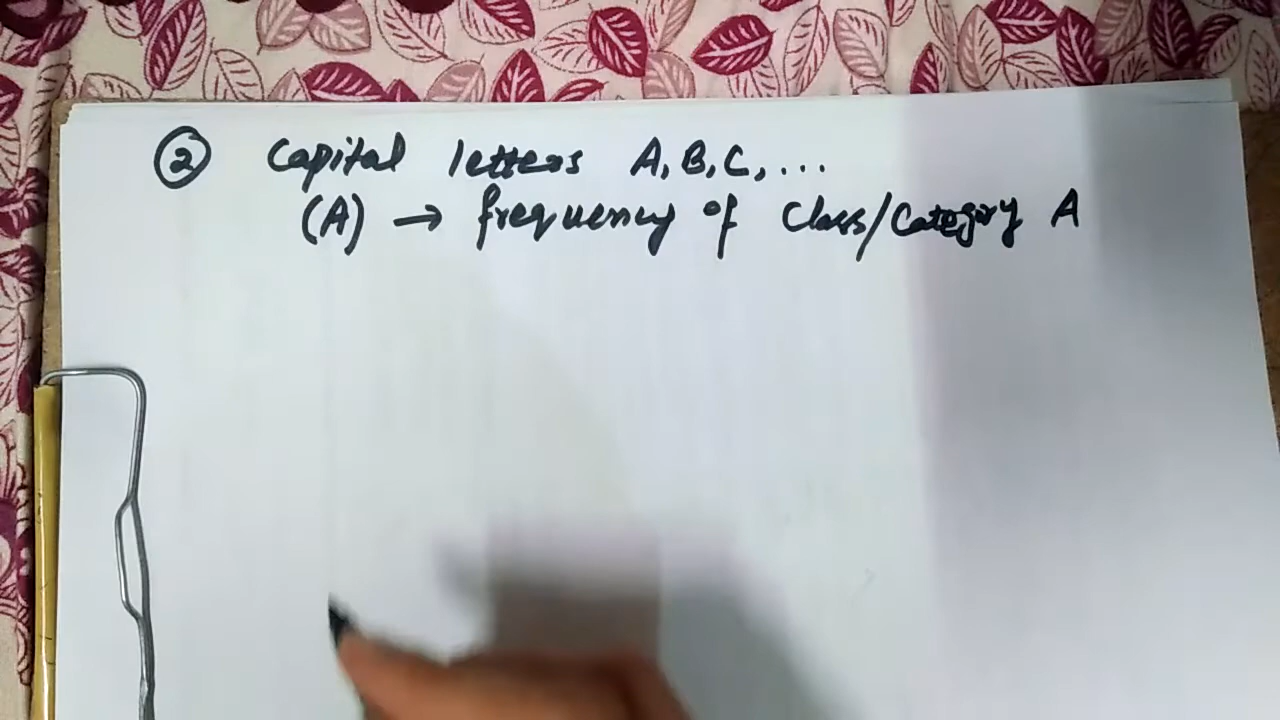 ② Capital letters A, B, C, ...
(A) → frequency of Class/Category A